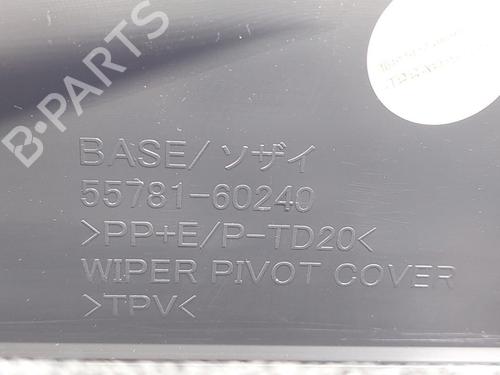 B-PARTS
BASE/ソザイ
55781-60240
>PP+E/P-TD20<
WIPER PIVOT COVER
>TPV<